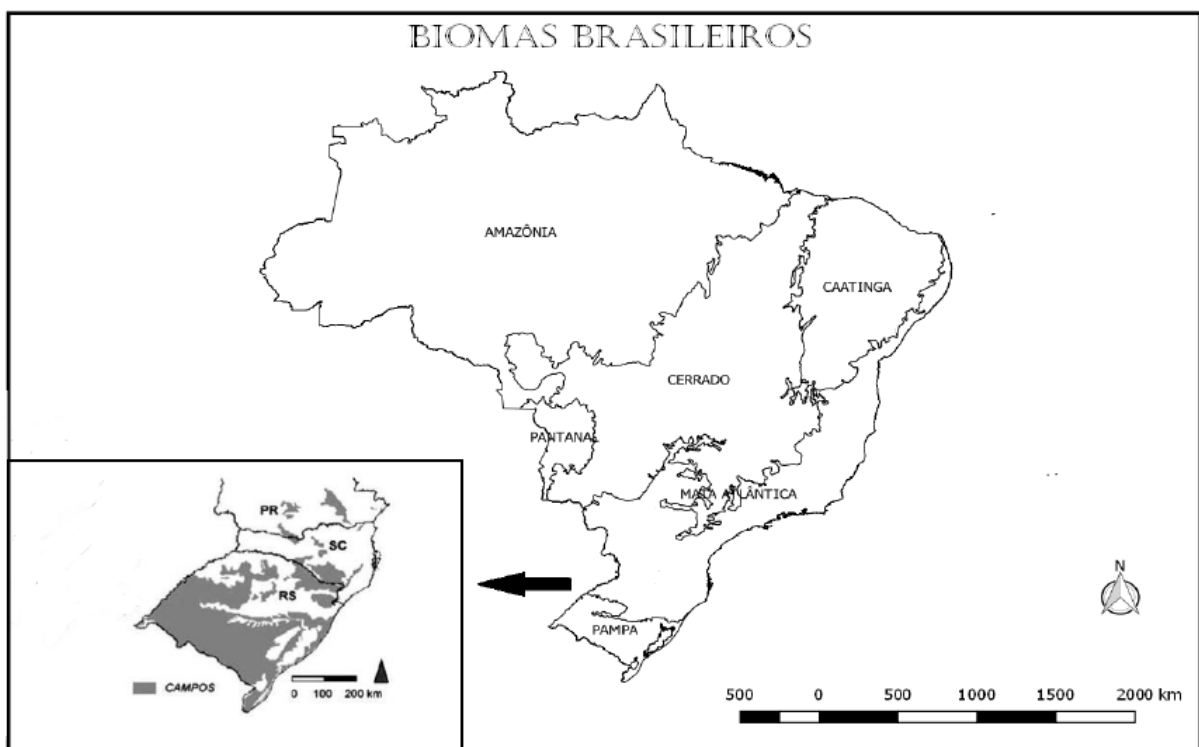 BIOMAS BRASILEIROS
AMAZÔNIA
CAATINGA
CERRADO
PANTANAL
MATA ATLÂNTICA
PAMPA
PR
SC
RS
CAMPOS
0 100 200 km
N
500 0 500 1000 1500 2000 km